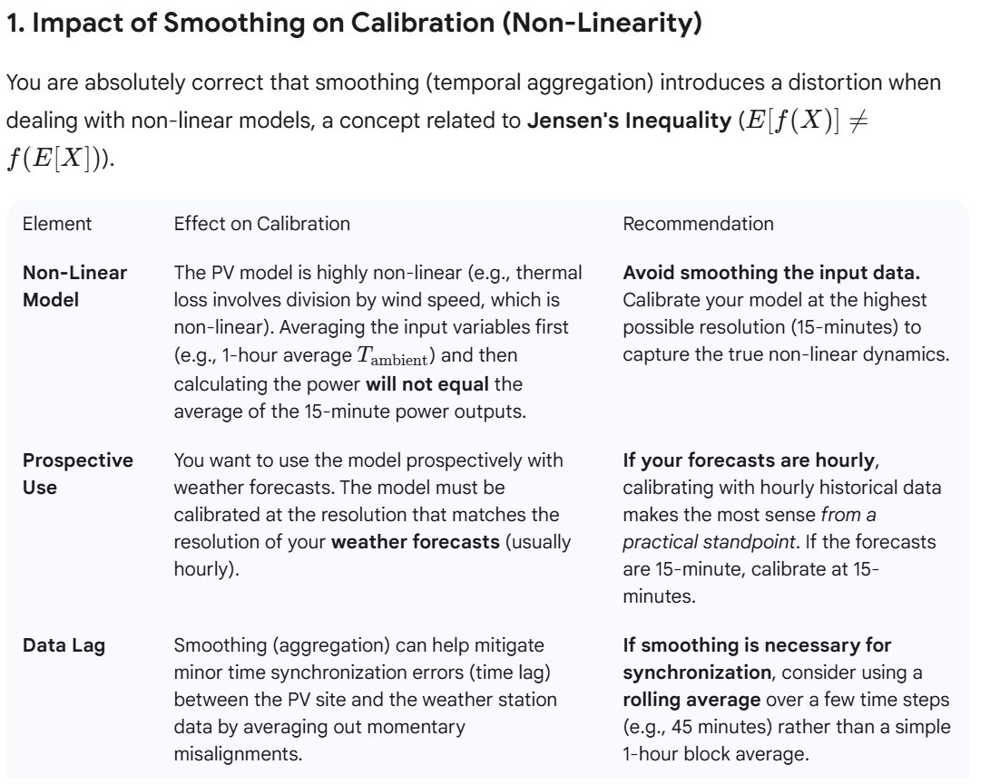 1. Impact of Smoothing on Calibration (Non-Linearity)
You are absolutely correct that smoothing (temporal aggregation) introduces a distortion when
dealing with non-linear models, a concept related to Jensen's Inequality (E[f(X)] ≠
f(E[X])).
Element
Effect on Calibration
Recommendation
Non-Linear
Model
The PV model is highly non-linear (e.g., thermal
loss involves division by wind speed, which is
non-linear). Averaging the input variables first
(e.g., 1-hour average T_ambient) and then
calculating the power will not equal the
average of the 15-minute power outputs.
Avoid smoothing the input data.
Calibrate your model at the highest
possible resolution (15-minutes) to
capture the true non-linear dynamics.
Prospective
Use
You want to use the model prospectively with
weather forecasts. The model must be
calibrated at the resolution that matches the
resolution of your weather forecasts (usually
hourly).
If your forecasts are hourly,
calibrating with hourly historical data
makes the most sense from a
practical standpoint. If the forecasts
are 15-minute, calibrate at 15-
minutes.
Data Lag
Smoothing (aggregation) can help mitigate
minor time synchronization errors (time lag)
between the PV site and the weather station
data by averaging out momentary
misalignments.
If smoothing is necessary for
synchronization, consider using a
rolling average over a few time steps
(e.g., 45 minutes) rather than a simple
1-hour block average.